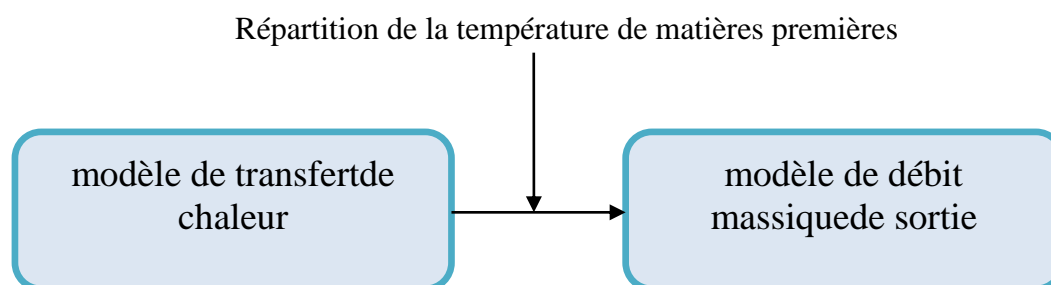 Répartition de la température de matières premières
modèle de transfertde
chaleur
modèle de débit
massiquede sortie